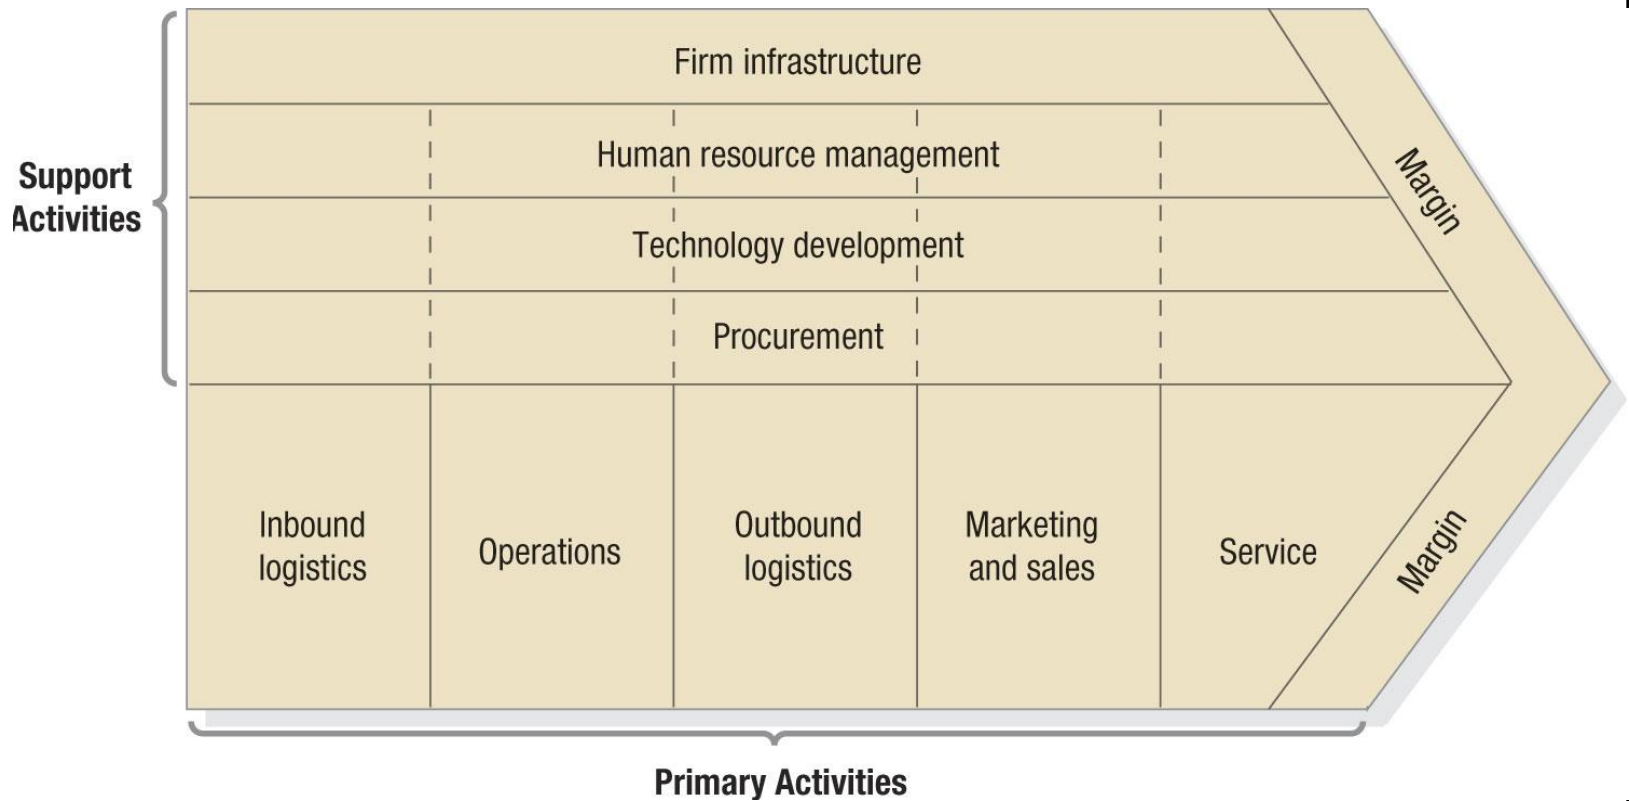 Firm infrastructure
Human resource management
Technology development
Procurement
Support
Activities
Margin
Inbound
logistics
Operations
Outbound
logistics
Marketing
and sales
Service
Margin
Primary Activities